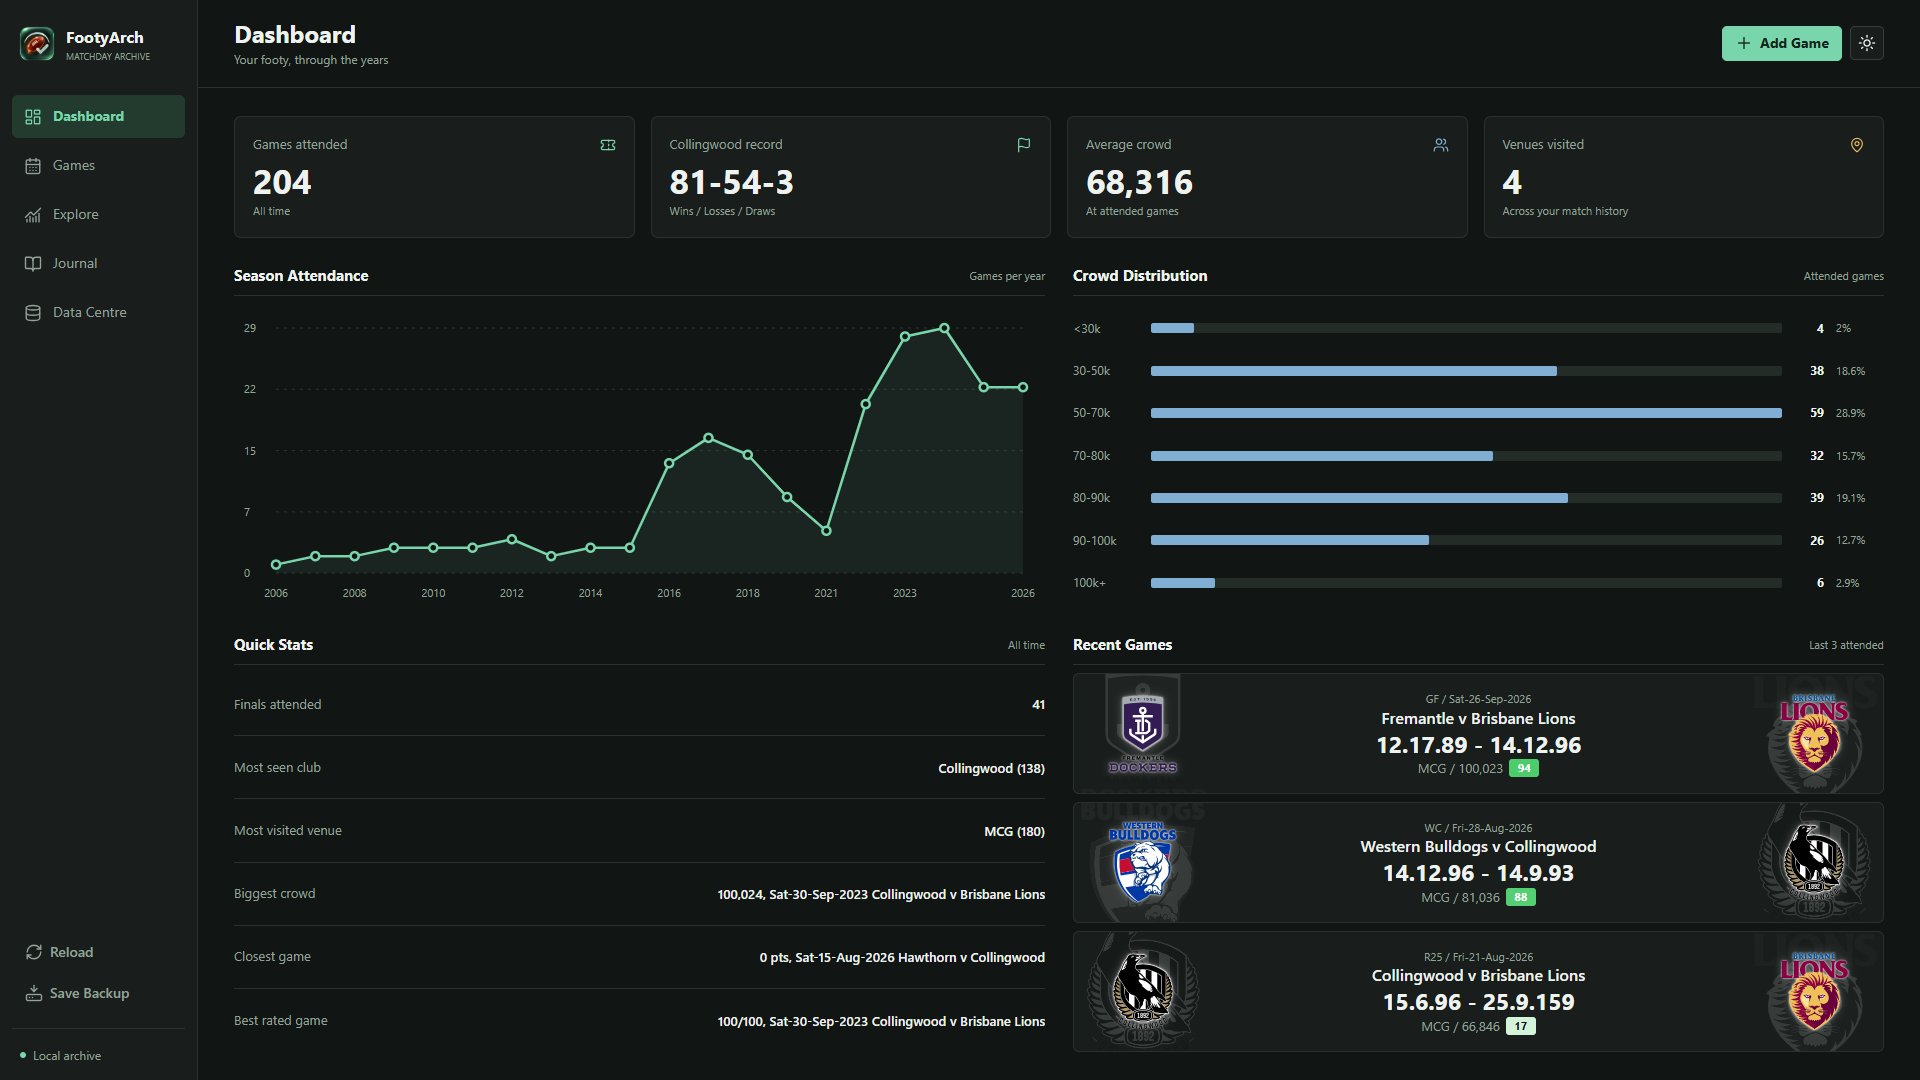 FootyArch
MATCHDAY ARCHIVE
Dashboard
Games
Explore
Journal
Data Centre
Reload
Save Backup
Local archive
Dashboard
Your footy, through the years
Add Game
Games attended
204
All time
Collingwood record
81-54-3
Wins / Losses / Draws
Average crowd
68,316
At attended games
Venues visited
4
Across your match history
Season Attendance
Games per year
29
22
15
7
0
2006 2008 2010 2012 2014 2016 2018 2021 2023 2026
Crowd Distribution
Attended games
<30k 4 2%
30-50k 38 18.6%
50-70k 59 28.9%
70-80k 32 15.7%
80-90k 39 19.1%
90-100k 26 12.7%
100k+ 6 2.9%
Quick Stats
All time
Finals attended 41
Most seen club Collingwood (138)
Most visited venue MCG (180)
Biggest crowd 100,024, Sat-30-Sep-2023 Collingwood v Brisbane Lions
Closest game 0 pts, Sat-15-Aug-2026 Hawthorn v Collingwood
Best rated game 100/100, Sat-30-Sep-2023 Collingwood v Brisbane Lions
Recent Games
Last 3 attended
FREMANTLE
DOCKERS
GF / Sat-26-Sep-2026
Fremantle v Brisbane Lions
12.17.89 - 14.12.96
MCG / 100,023 94
BRISBANE
LIONS
WESTERN
BULLDOGS
WC / Fri-28-Aug-2026
Western Bulldogs v Collingwood
14.12.96 - 14.9.93
MCG / 81,036 88
1892
1892
R25 / Fri-21-Aug-2026
Collingwood v Brisbane Lions
15.6.96 - 25.9.159
MCG / 66,846 17
BRISBANE
LIONS